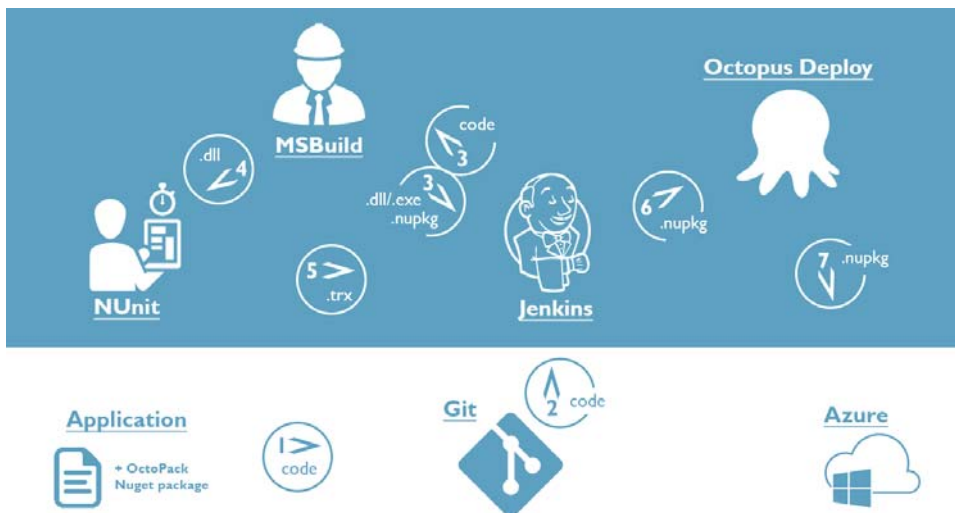 Octopus Deploy
MSBuild
code
3
.dll
4
3
.dll/.exe
.nupkg
6
.nupkg
5
.trx
7 .nupkg
NUnit
Jenkins
2 code
Git
Application
Azure
1
code
+ OctoPack
Nuget package